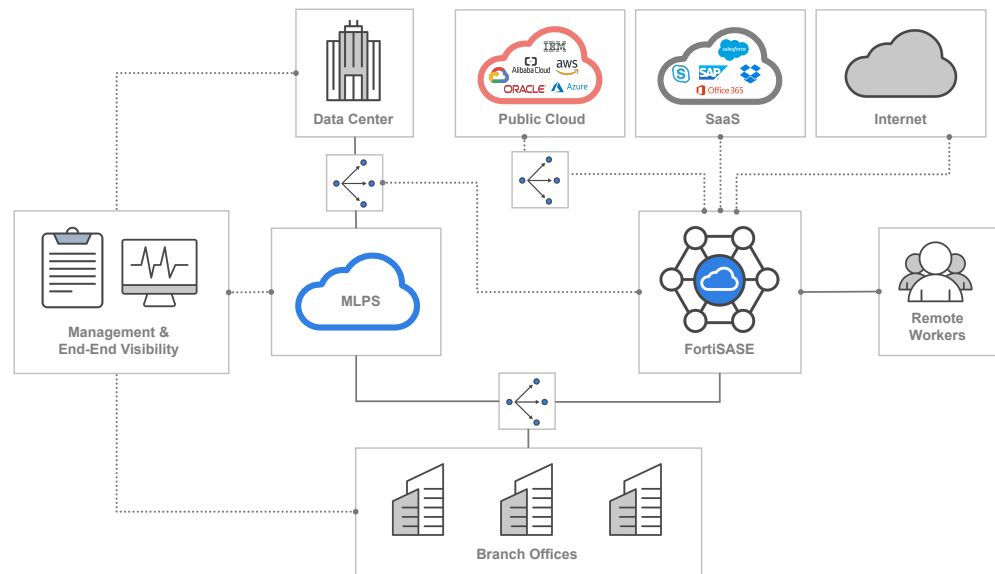 IBM
Alibaba Cloud
aws
ORACLE
Azure
salesforce
S
SAP
Office 365
Data Center
Public Cloud
SaaS
Internet
MLPS
Management &
End-End Visibility
FortiSASE
Remote
Workers
Branch Offices